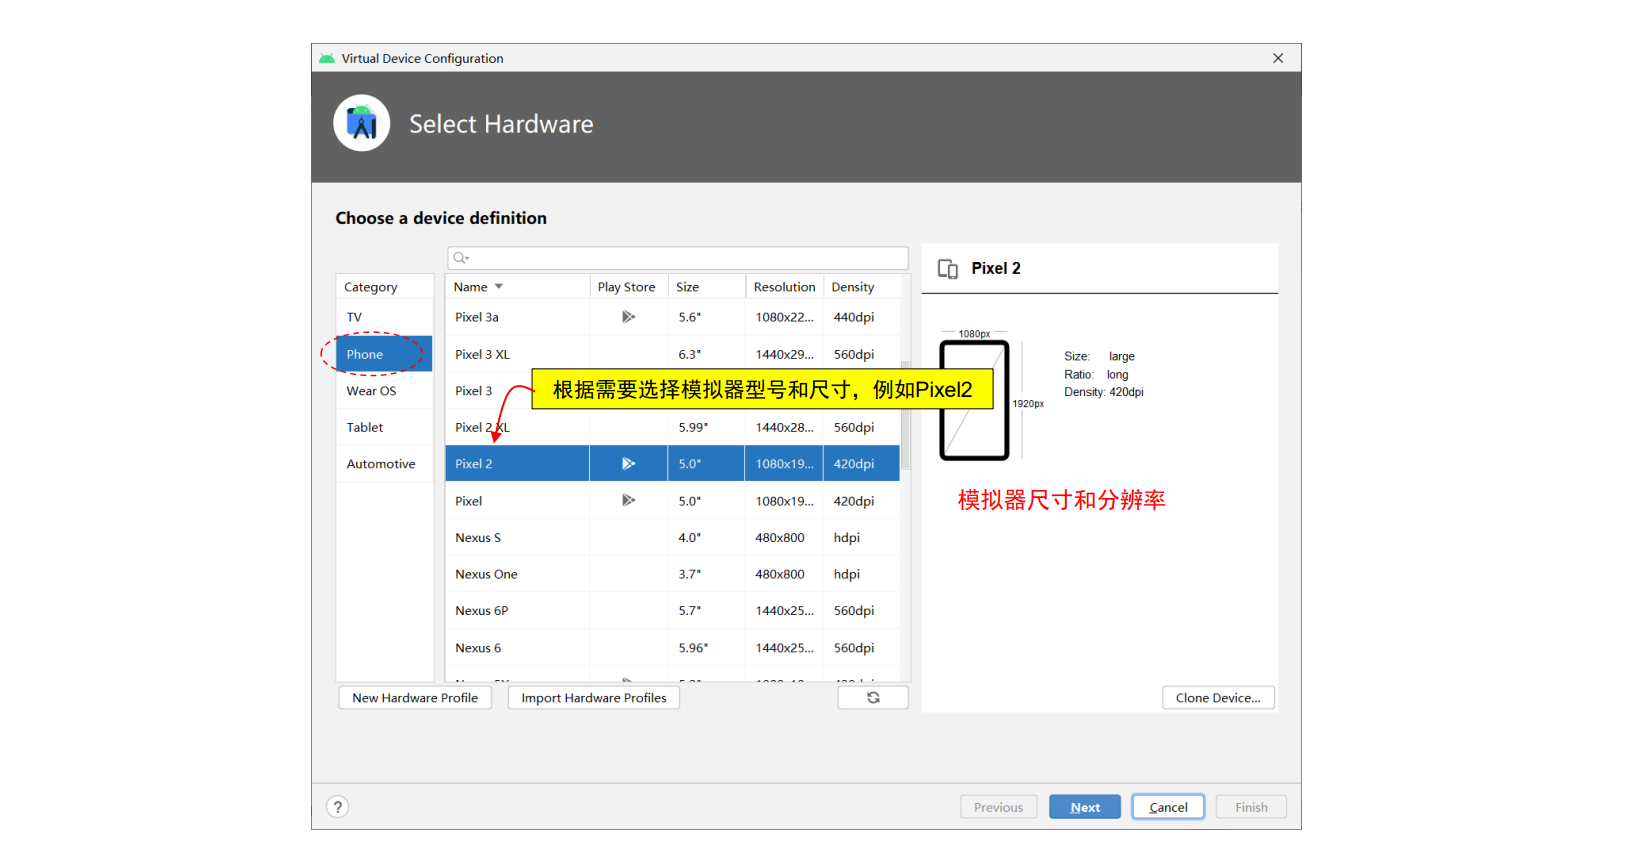 Virtual Device Configuration
Select Hardware
Choose a device definition
Category
TV
Phone
Wear OS
Tablet
Automotive
Name Play Store Size Resolution Density
Pixel 3a 5.6" 1080x22... 440dpi
Pixel 3 XL 6.3" 1440x29... 560dpi
Pixel 3
根据需要选择模拟器型号和尺寸，例如Pixel2
Pixel 2 XL 5.99" 1440x28... 560dpi
Pixel 2 5.0" 1080x19... 420dpi
Pixel 5.0" 1080x19... 420dpi
Nexus S 4.0" 480x800 hdpi
Nexus One 3.7" 480x800 hdpi
Nexus 6P 5.7" 1440x25... 560dpi
Nexus 6 5.96" 1440x25... 560dpi
New Hardware Profile Import Hardware Profiles
Pixel 2
1080px
1920px
Size: large
Ratio: long
Density: 420dpi
模拟器尺寸和分辨率
Clone Device...
? Previous Next Cancel Finish